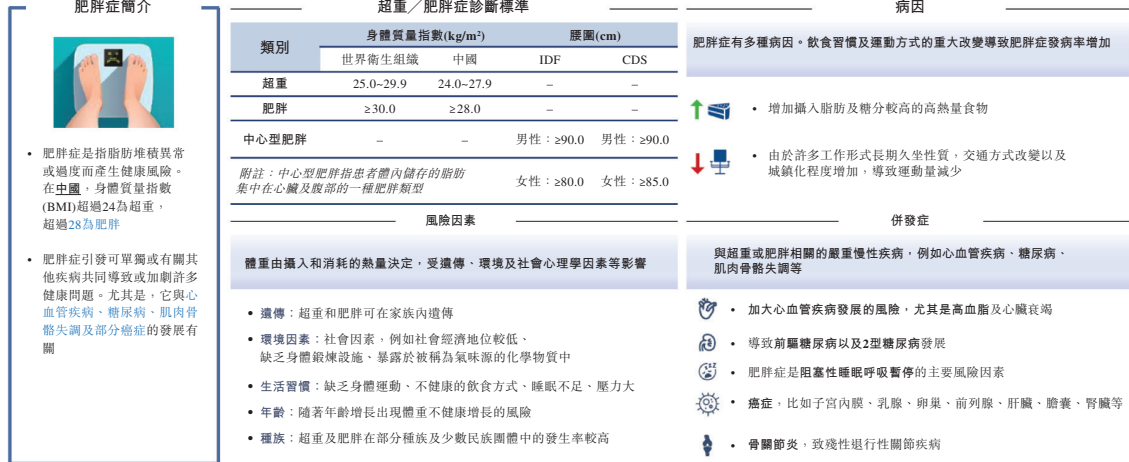 肥胖症簡介
• 肥胖症是指脂肪堆積異常
或過度而產生健康風險。
在中國，身體質量指數
(BMI)超過24為超重，
超過28為肥胖
• 肥胖症引發可單獨或有關其
他疾病共同導致或加劇許多
健康問題。尤其是，它與心
血管疾病、糖尿病、肌肉骨
骼失調及部分癌症的發展有
關
超重／肥胖症診斷標準
類別 身體質量指數(kg/m²) 腰圍(cm)
世界衛生組織 中國 IDF CDS
超重 25.0~29.9 24.0~27.9 – –
肥胖 ≥30.0 ≥28.0 – –
中心型肥胖 – – 男性：≥90.0 男性：≥90.0
附註：中心型肥胖指患者體內儲存的脂肪
集中在心臟及腹部的一種肥胖類型
女性：≥80.0 女性：≥85.0
病因
肥胖症有多種病因。飲食習慣及運動方式的重大改變導致肥胖症發病率增加
• 增加攝入脂肪及糖分較高的高熱量食物
• 由於許多工作形式長期久坐性質，交通方式改變以及
城鎮化程度增加，導致運動量減少
風險因素
體重由攝入和消耗的熱量決定，受遺傳、環境及社會心理學因素等影響
• 遺傳：超重和肥胖可在家族內遺傳
• 環境因素：社會因素，例如社會經濟地位較低、
缺乏身體鍛煉設施、暴露於被稱為氣味源的化學物質中
• 生活習慣：缺乏身體運動、不健康的飲食方式、睡眠不足、壓力大
• 年齡：隨著年齡增長出現體重不健康增長的風險
• 種族：超重及肥胖在部分種族及少數民族團體中的發生率較高
併發症
與超重或肥胖相關的嚴重慢性疾病，例如心血管疾病、糖尿病、
肌肉骨骼失調等
• 加大心血管疾病發展的風險，尤其是高血脂及心臟衰竭
• 導致前驅糖尿病以及2型糖尿病發展
• 肥胖症是阻塞性睡眠呼吸暫停的主要風險因素
• 癌症，比如子宮內膜、乳腺、卵巢、前列腺、肝臟、膽囊、腎臟等
• 骨關節炎，致殘性退行性關節疾病